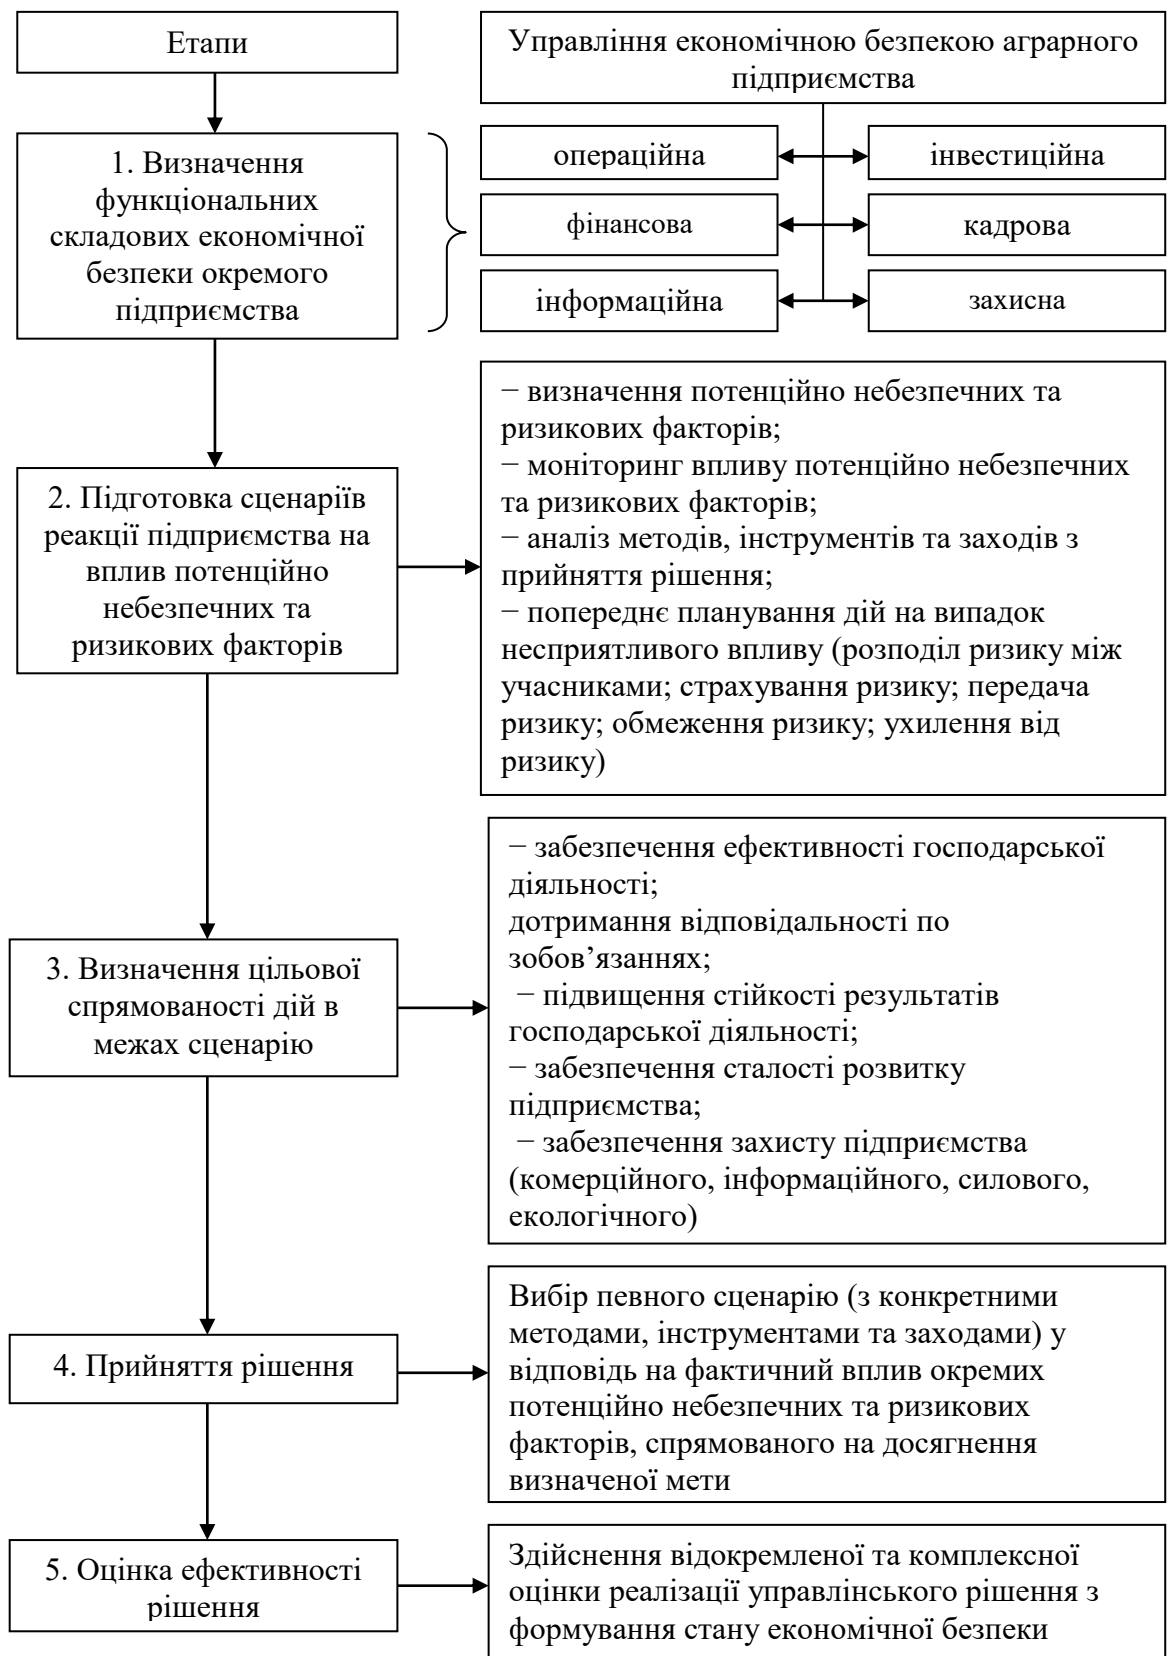 Етапи
Управління економічною безпекою аграрного
підприємства
1. Визначення
функціональних
складових економічної
безпеки окремого
підприємства
операційна
інвестиційна
фінансова
кадрова
інформаційна
захисна
2. Підготовка сценаріїв
реакції підприємства на
вплив потенційно
небезпечних та
ризикових факторів
− визначення потенційно небезпечних та
ризикових факторів;
− моніторинг впливу потенційно небезпечних
та ризикових факторів;
− аналіз методів, інструментів та заходів з
прийняття рішення;
− попереднє планування дій на випадок
несприятливого впливу (розподіл ризику між
учасниками; страхування ризику; передача
ризику; обмеження ризику; ухилення від
ризику)
3. Визначення цільової
спрямованості дій в
межах сценарію
− забезпечення ефективності господарської
діяльності;
дотримання відповідальності по
зобов’язаннях;
− підвищення стійкості результатів
господарської діяльності;
− забезпечення сталості розвитку
підприємства;
− забезпечення захисту підприємства
(комерційного, інформаційного, силового,
екологічного)
4. Прийняття рішення
Вибір певного сценарію (з конкретними
методами, інструментами та заходами) у
відповідь на фактичний вплив окремих
потенційно небезпечних та ризикових
факторів, спрямованого на досягнення
визначеної мети
5. Оцінка ефективності
рішення
Здійснення відокремленої та комплексної
оцінки реалізації управлінського рішення з
формування стану економічної безпеки